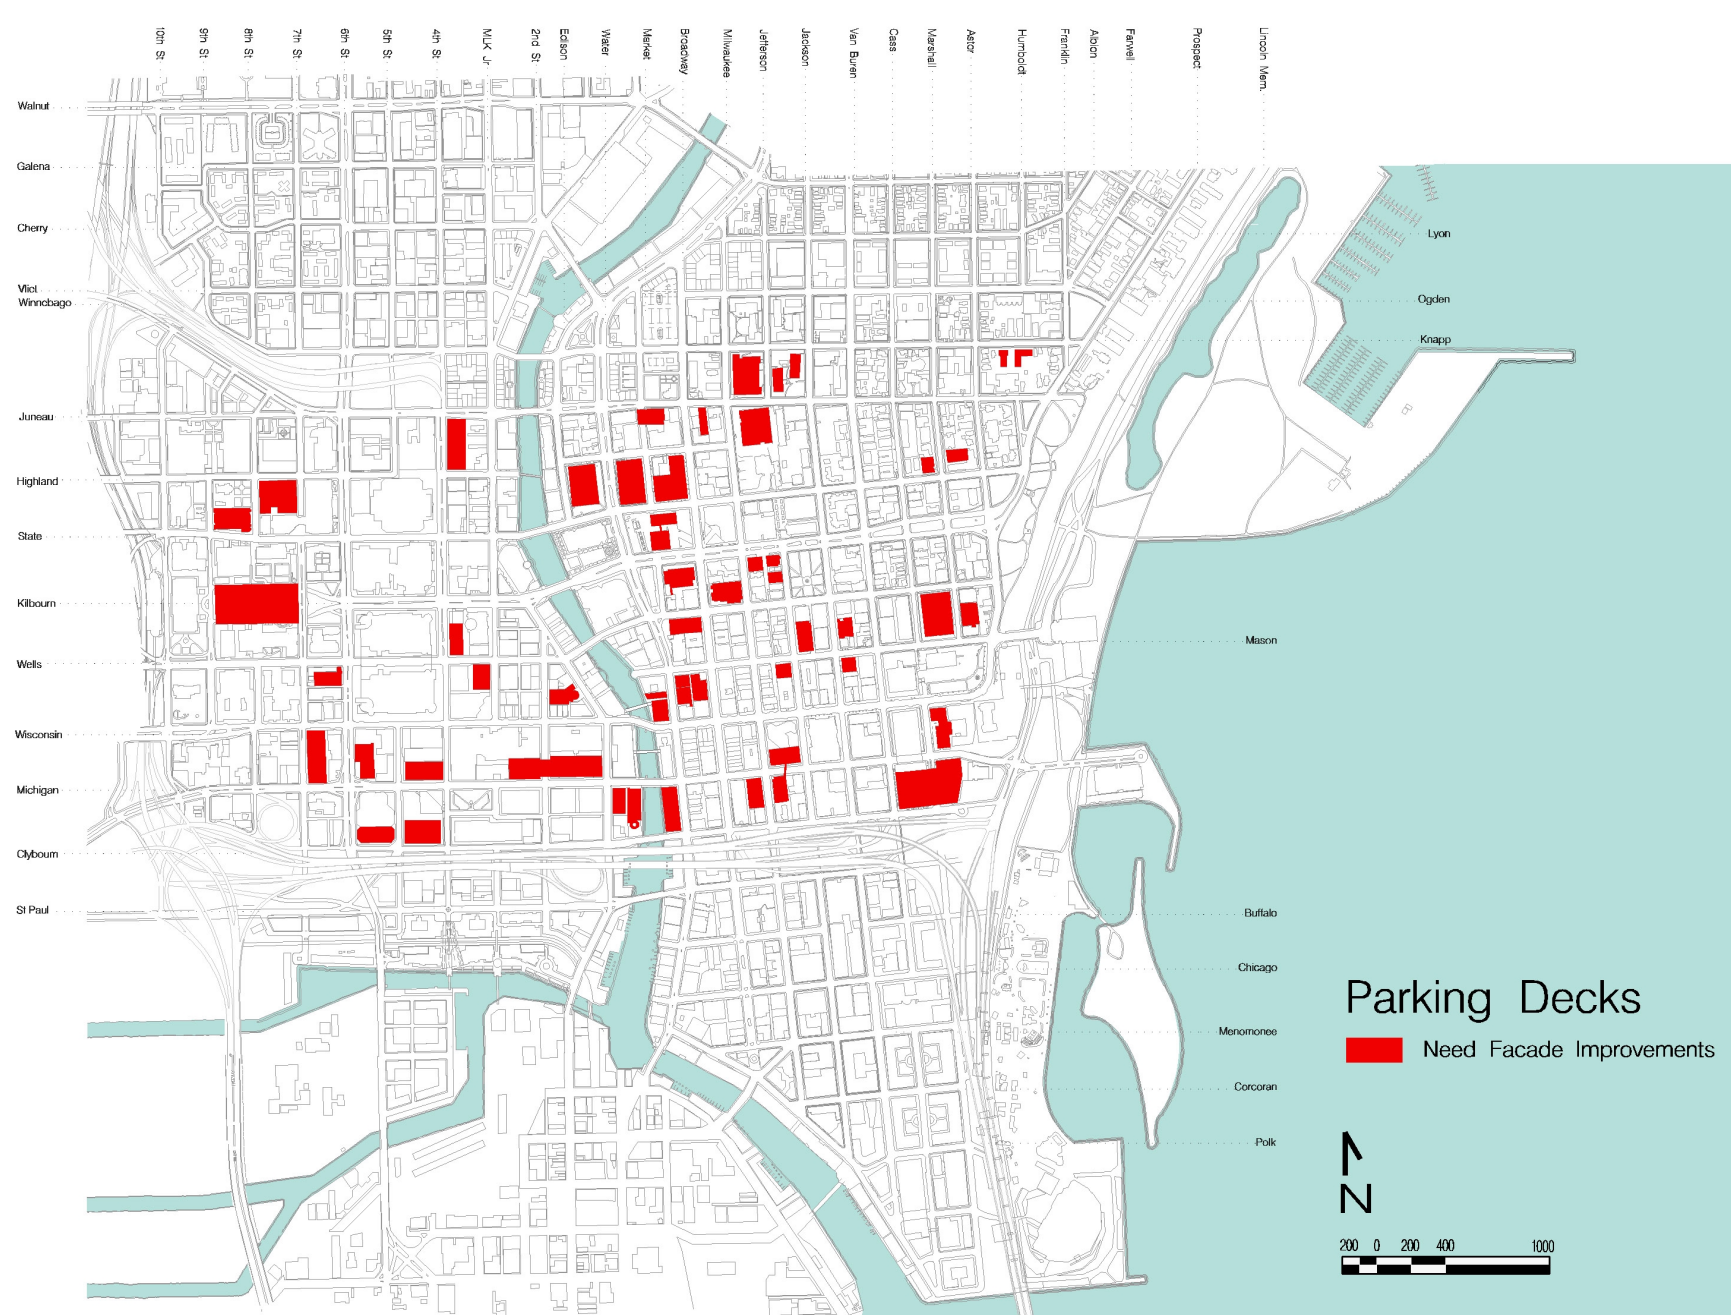 10th St
9th St
8th St
7th St
6th St
5th St
4th St
MLK Jr
2nd St
Edison
Water
Market
Broadway
Milwaukee
Jefferson
Jackson
Van Buren
Cass
Marshall
Astor
Humboldt
Franklin
Albion
Farwell
Prospect
Lincoln Mem.
Walnut
Galena
Cherry
Vliet
Winnebago
Juneau
Highland
State
Kilbourn
Wells
Wisconsin
Michigan
Clybourn
St Paul
Lyon
Ogden
Knapp
Mason
Buffalo
Chicago
Menomonee
Corcoran
Polk
Parking Decks
Need Facade Improvements
N
200 0 200 400 1000